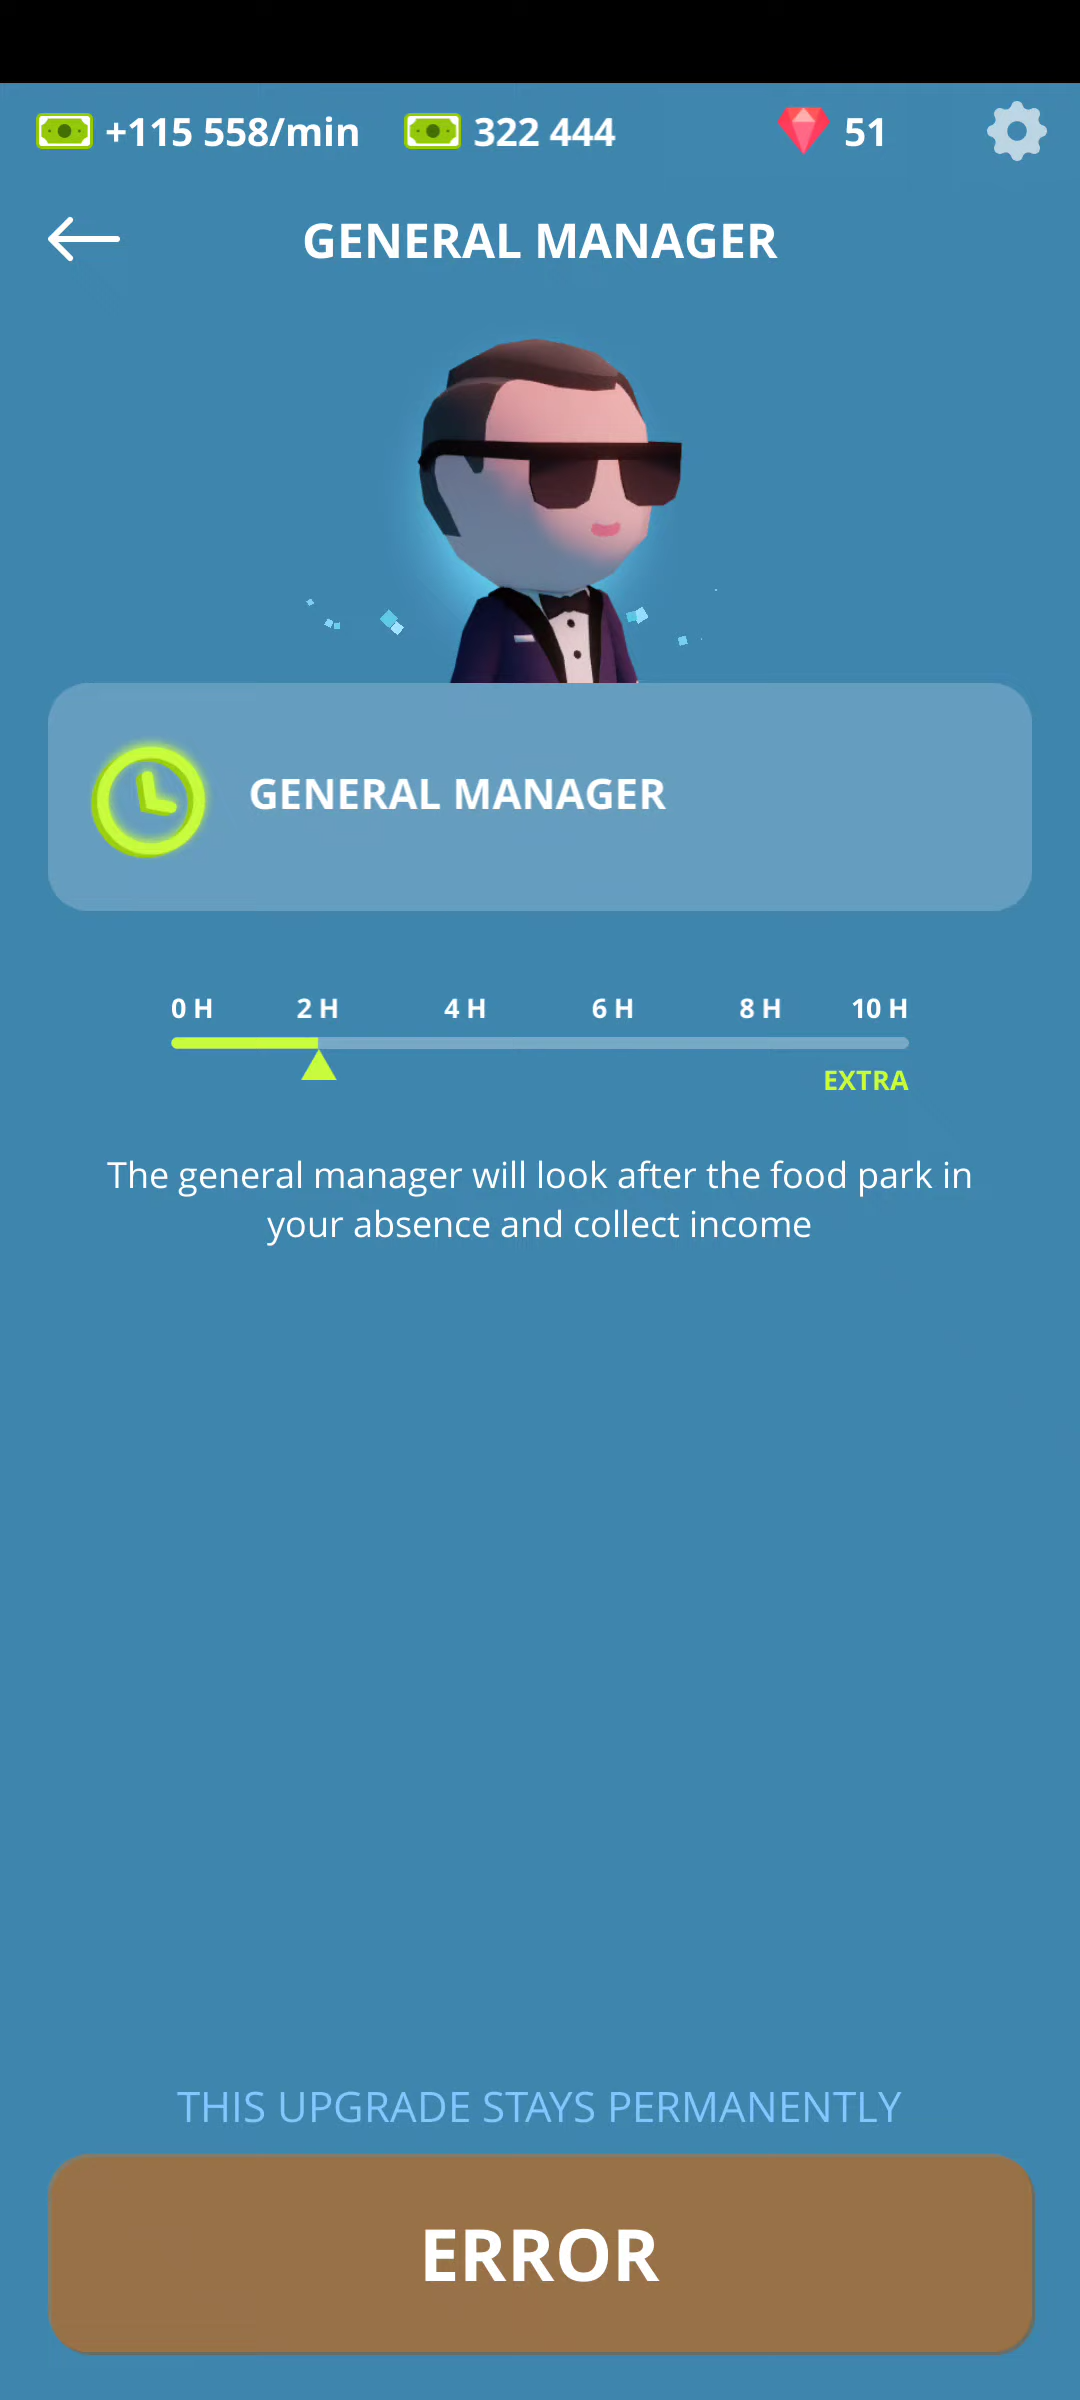 +115 558/min 322 444 51
GENERAL MANAGER
GENERAL MANAGER
0 H 2 H 4 H 6 H 8 H 10 H
EXTRA
The general manager will look after the food park in
your absence and collect income
THIS UPGRADE STAYS PERMANENTLY
ERROR